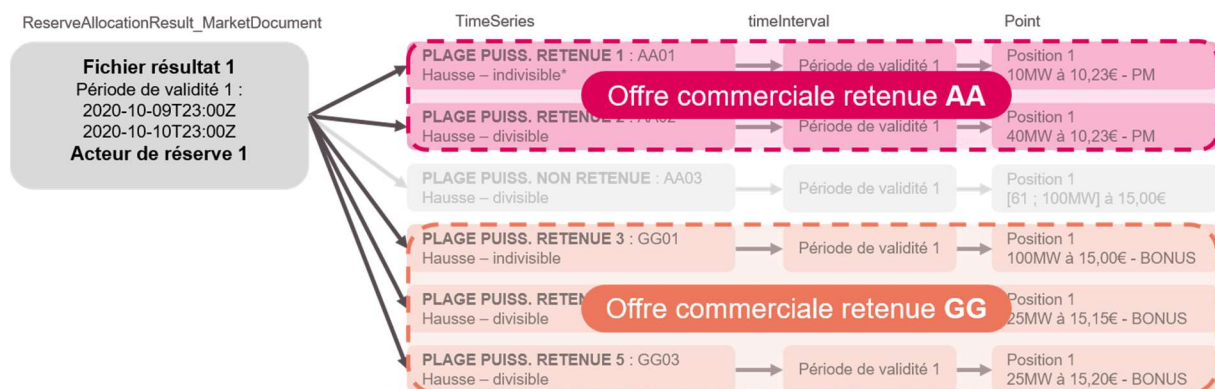 ReserveAllocationResult_MarketDocument
TimeSeries
timeInterval
Point
Fichier résultat 1
Période de validité 1 :
2020-10-09T23:00Z
2020-10-10T23:00Z
Acteur de réserve 1
PLAGE PUISS. RETENUE 1 : AA01
Hausse – indivisible*
Période de validité 1
Position 1
10MW à 10,23€ - PM
Offre commerciale retenue AA
PLAGE PUISS.
Hausse – divisible
Période de validité 1
Position 1
40MW à 10,23€ - PM
PLAGE PUISS. NON RETENUE : AA03
Hausse – divisible
Période de validité 1
Position 1
[61 ; 100MW] à 15,00€
PLAGE PUISS. RETENUE 3 : GG01
Hausse – indivisible
Période de validité 1
Position 1
100MW à 15,00€ - BONUS
Offre commerciale retenue GG
PLAGE PUISS.
Hausse – divisible
Position 1
25MW à 15,15€ - BONUS
PLAGE PUISS. RETENUE 5 : GG03
Hausse – divisible
Période de validité 1
Position 1
25MW à 15,20€ - BONUS